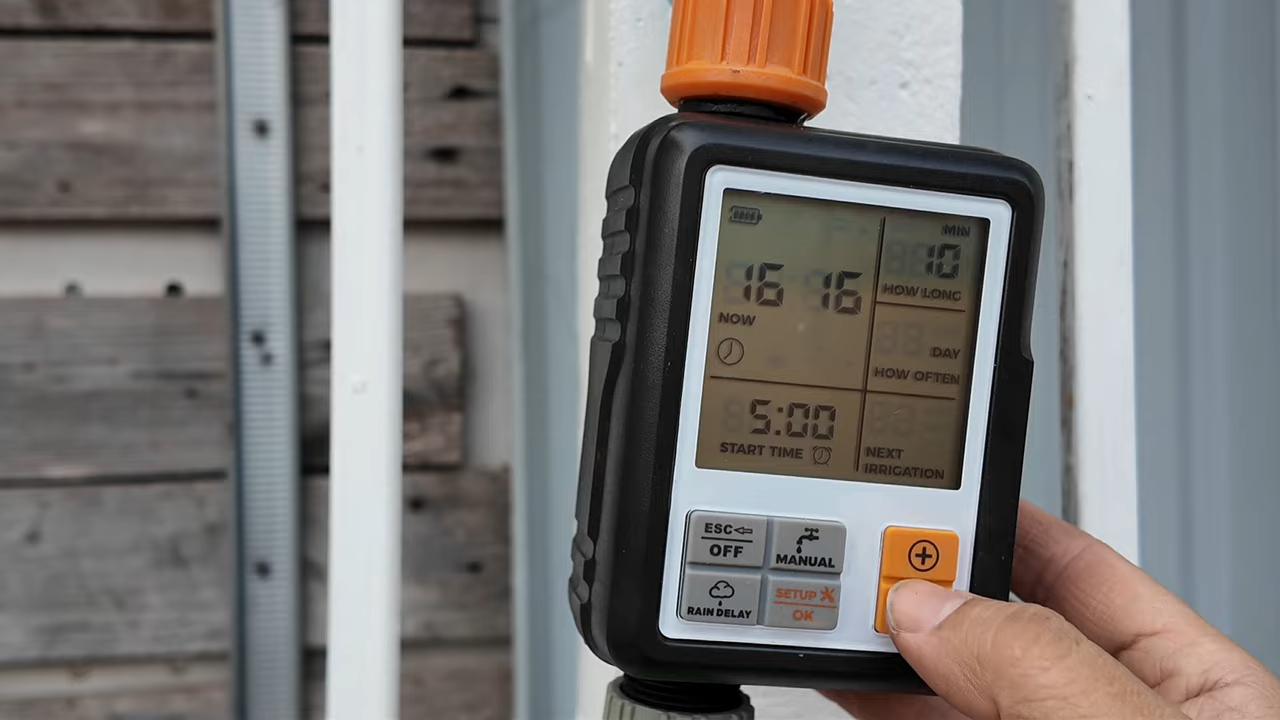 MIN
16 16
10
HOW LONG
NOW
DAY
HOW OFTEN
5:00
START TIME
NEXT
IRRIGATION
ESC
OFF
MANUAL
RAIN DELAY
SETUP
OK